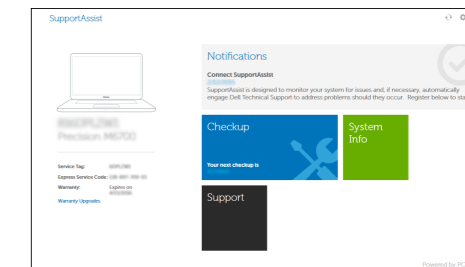 SupportAssist
Notifications
Connect SupportAssist
SupportAssist is designed to monitor your system for issues and, if necessary, automatically
engage Dell Technical Support to address problems should they occur. Register below to sta
Precision M6700
Checkup
System
Info
Your next checkup is
Service Tag:
Express Service Code:
Warranty: Expires on
Warranty Upgrades
Support
Powered by PC